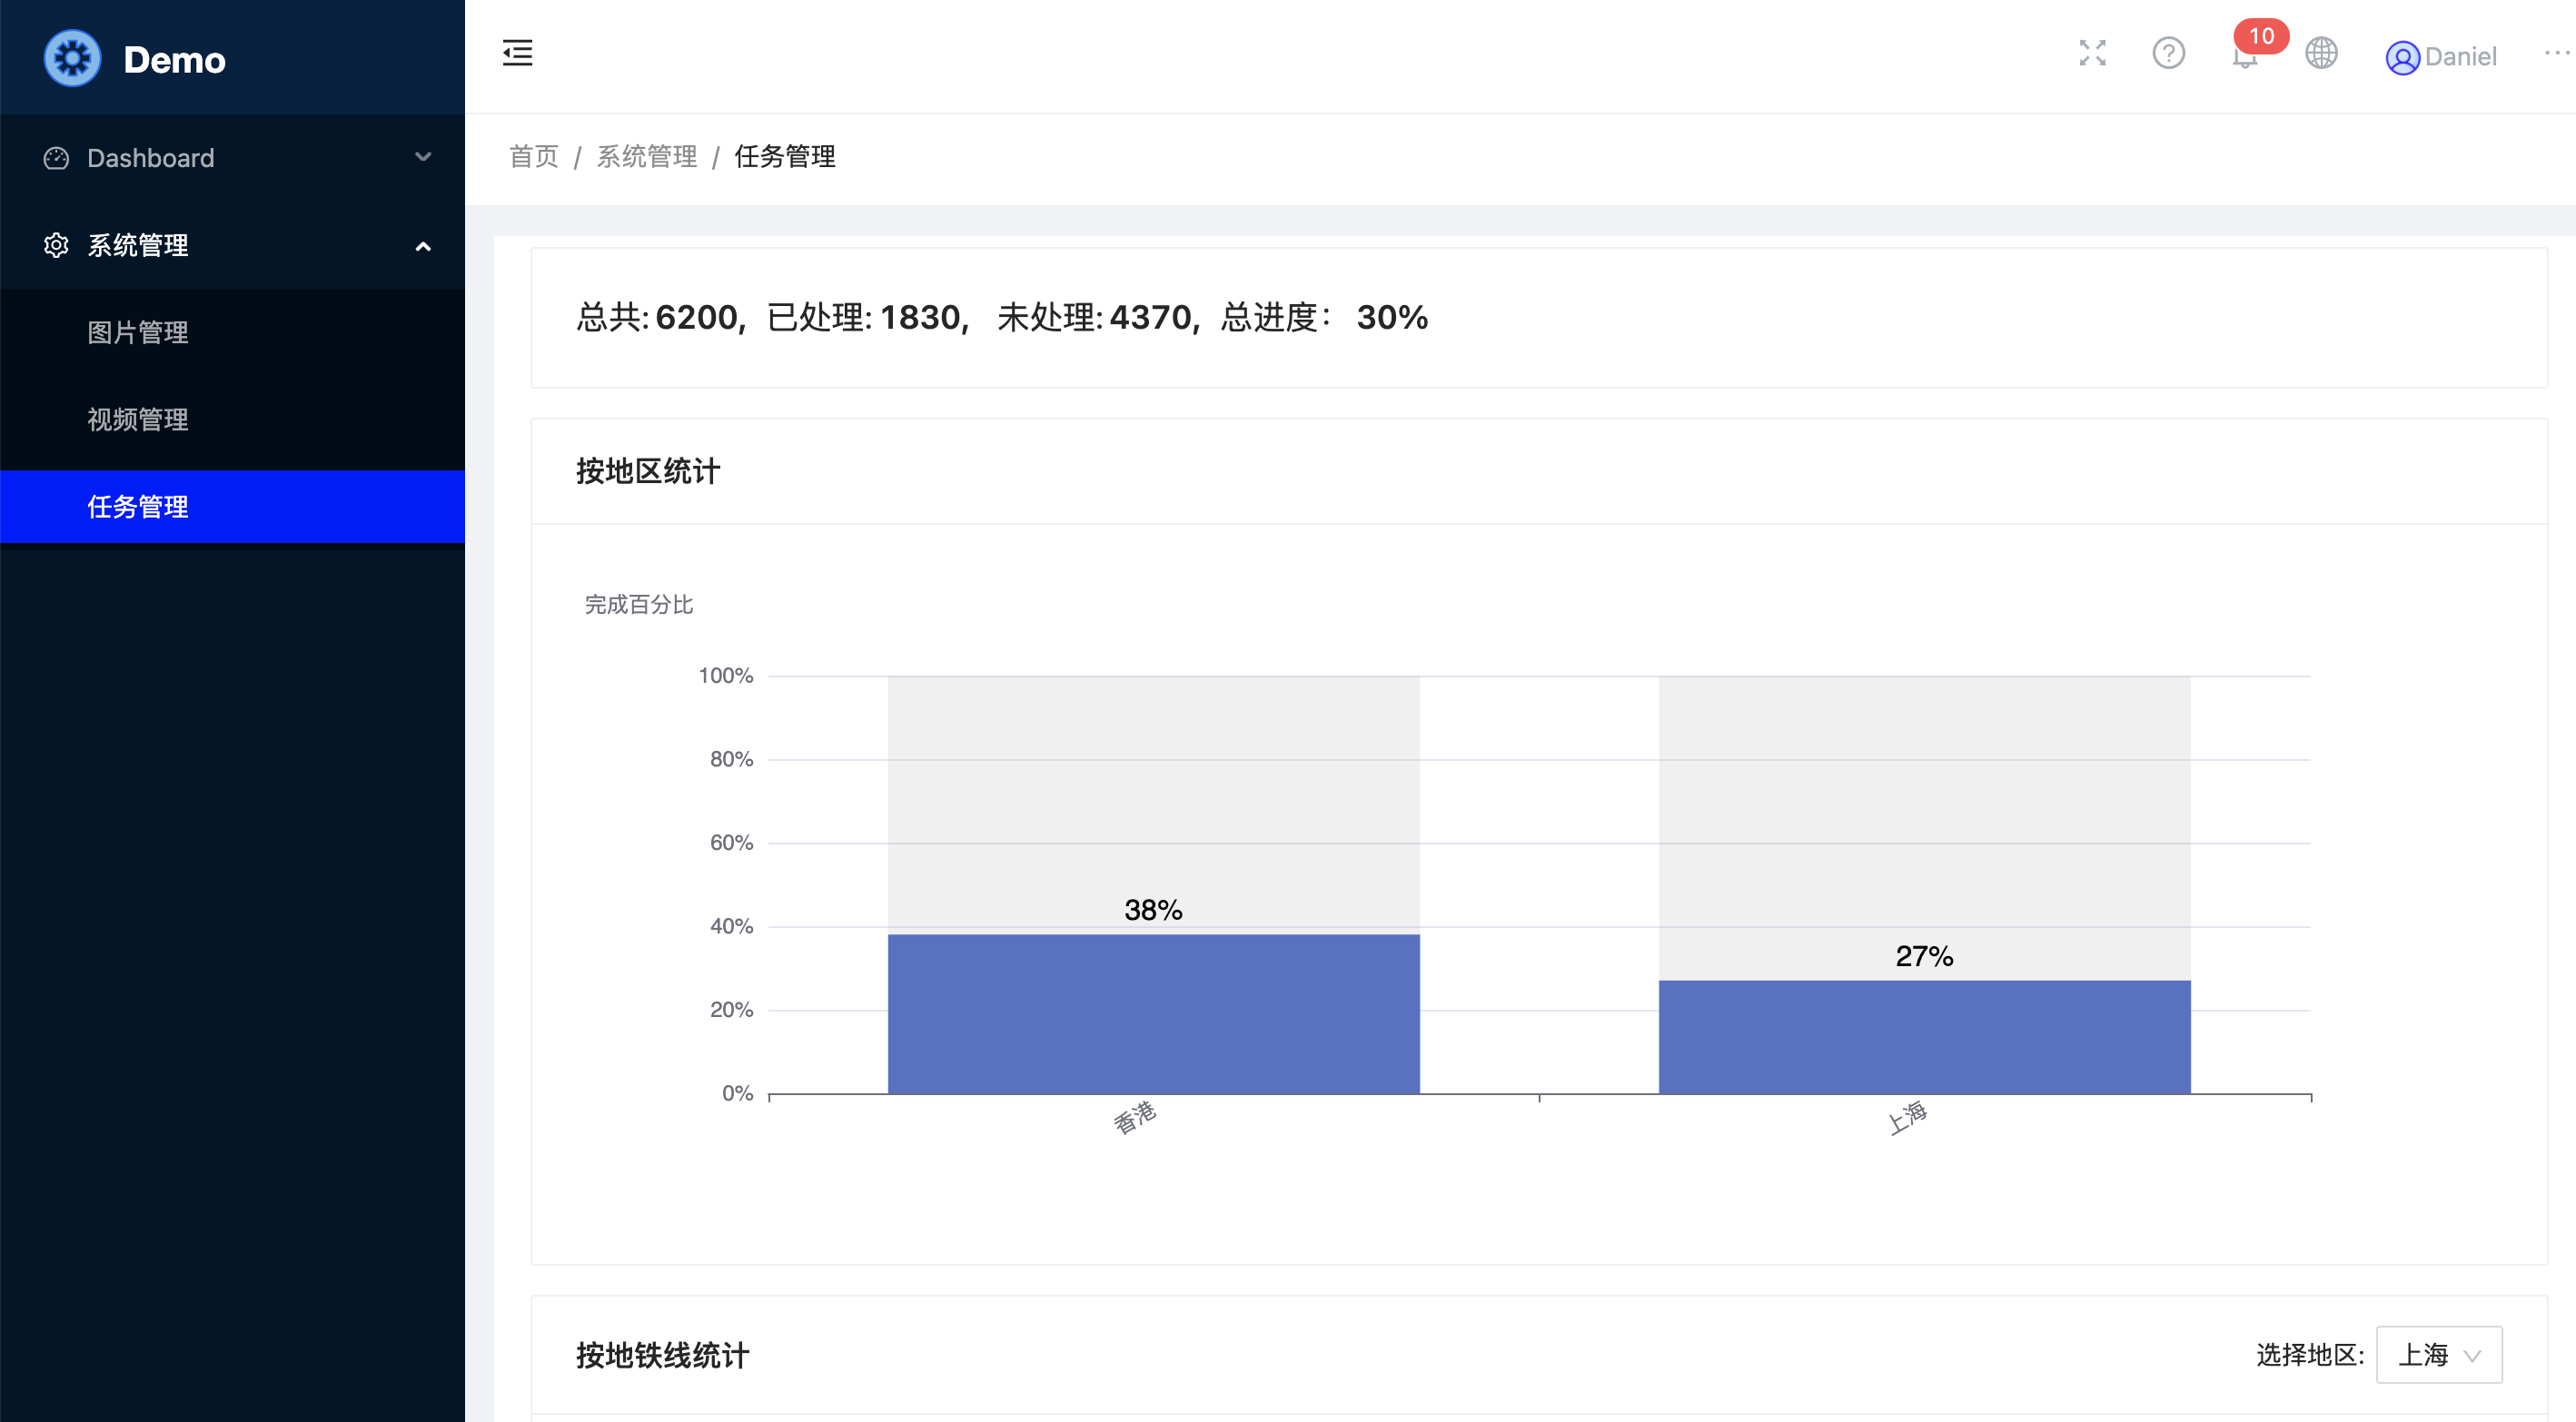 Demo
10
Daniel
Dashboard
系统管理
图片管理
视频管理
任务管理
首页 / 系统管理 / 任务管理
总共: 6200, 已处理: 1830, 未处理: 4370, 总进度： 30%
按地区统计
完成百分比
100%
80%
60%
40%
20%
0%
38%
27%
香港
上海
按地铁线统计
选择地区: 上海